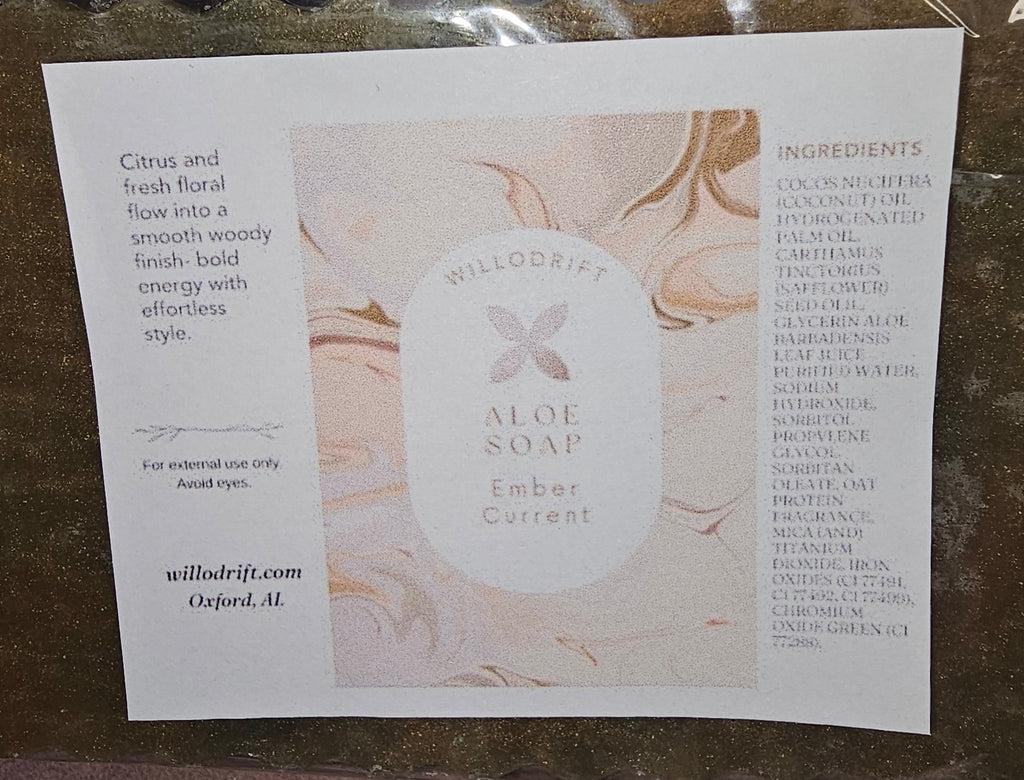 Citrus and
fresh floral
flow into a
smooth woody
finish- bold
energy with
effortless
style.
For external use only.
Avoid eyes.
willodrift.com
Oxford, Al.
WILLODRIFT
ALOE
SOAP
Ember
Current
INGREDIENTS
COCOS NUCIFERA
(COCONUT) OIL
HYDROGENATED
PALM OIL,
CARTHAMUS
TINCTORIUS
(SAFFLOWER)
SEED OLIL,
GLYCERIN ALOE
BARBADENSIS
LEAF JUICE
PURIFIED WATER,
SODIUM
HYDROXIDE,
SORBITOL
PROPYLENE
GLYCOL,
SORBITAN
OLEATE, OAT
PROTEIN
FRAGRANCE,
MICA (AND)
TITANIUM
DIOXIDE, IRON
OXIDES (CI 77491,
CI 77492, CI 77499),
CHROMIUM
OXIDE GREEN (CI
77288),